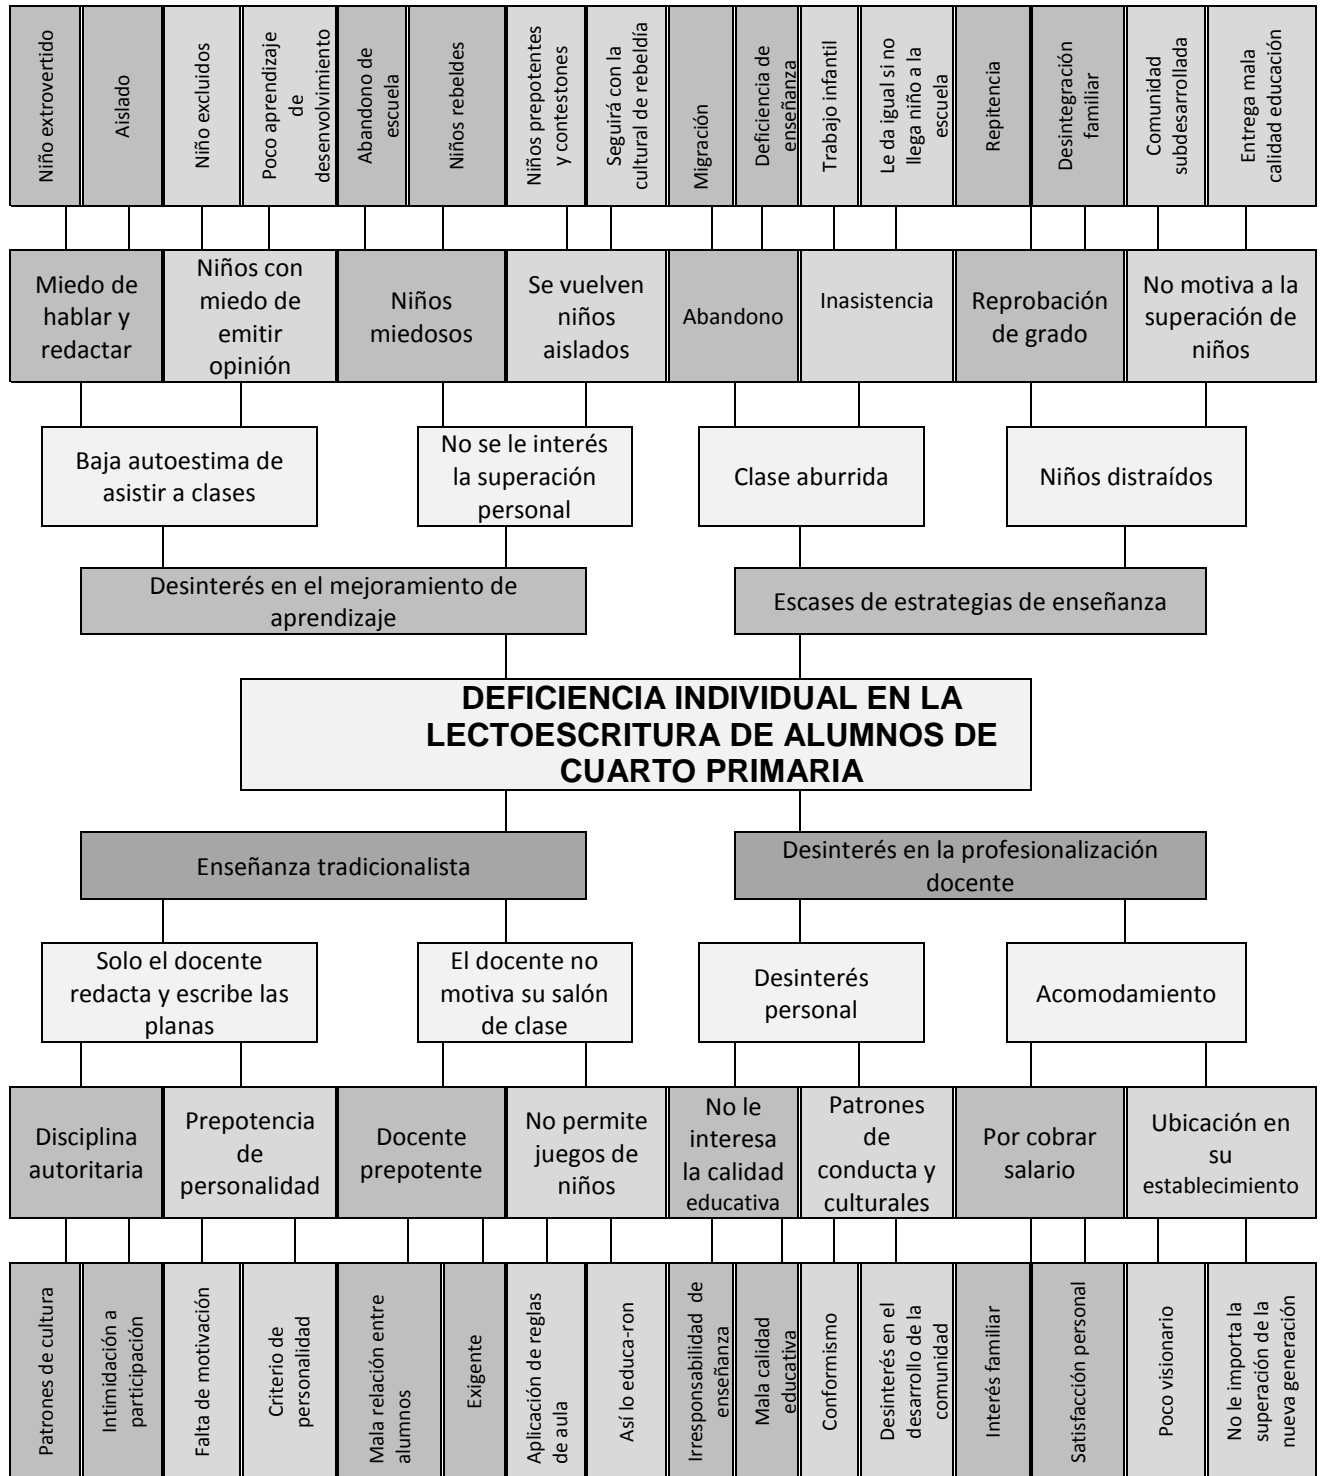 Niño extrovertido
Aislado
Niño excluidos
Poco aprendizaje
de
desenvolvimiento
Abandono de
escuela
Niños rebeldes
Niños prepotentes
y contestones
Seguirá con la
cultural de rebeldía
Migración
Deficiencia de
enseñanza
Trabajo infantil
Le da igual si no
llega niño a la
escuela
Repitencia
Desintegración
familiar
Comunidad
subdesarrollada
Entrega mala
calidad educación
Miedo de
hablar y
redactar
Niños con
miedo de
emitir
opinión
Niños
miedosos
Se vuelven
niños
aislados
Abandono
Inasistencia
Reprobación
de grado
No motiva a la
superación de
niños
Baja autoestima de
asistir a clases
No se le interés
la superación
personal
Clase aburrida
Niños distraídos
Desinterés en el mejoramiento de
aprendizaje
Escases de estrategias de enseñanza
DEFICIENCIA INDIVIDUAL EN LA
LECTOESCRITURA DE ALUMNOS DE
CUARTO PRIMARIA
Enseñanza tradicionalista
Desinterés en la profesionalización
docente
Solo el docente
redacta y escribe las
planas
El docente no
motiva su salón
de clase
Desinterés
personal
Acomodamiento
Disciplina
autoritaria
Prepotencia
de
personalidad
Docente
prepotente
No permite
juegos de
niños
No le
interesa
la calidad
educativa
Patrones
de
conducta y
culturales
Por cobrar
salario
Ubicación en
su
establecimiento
Patrones de cultura
Intimidación a
participación
Falta de motivación
Criterio de
personalidad
Mala relación entre
alumnos
Exigente
Aplicación de reglas
de aula
Así lo educa-ron
Irresponsabilidad de
enseñanza
Mala calidad
educativa
Conformismo
Desinterés en el
desarrollo de la
comunidad
Interés familiar
Satisfacción personal
Poco visionario
No le importa la
superación de la
nueva generación